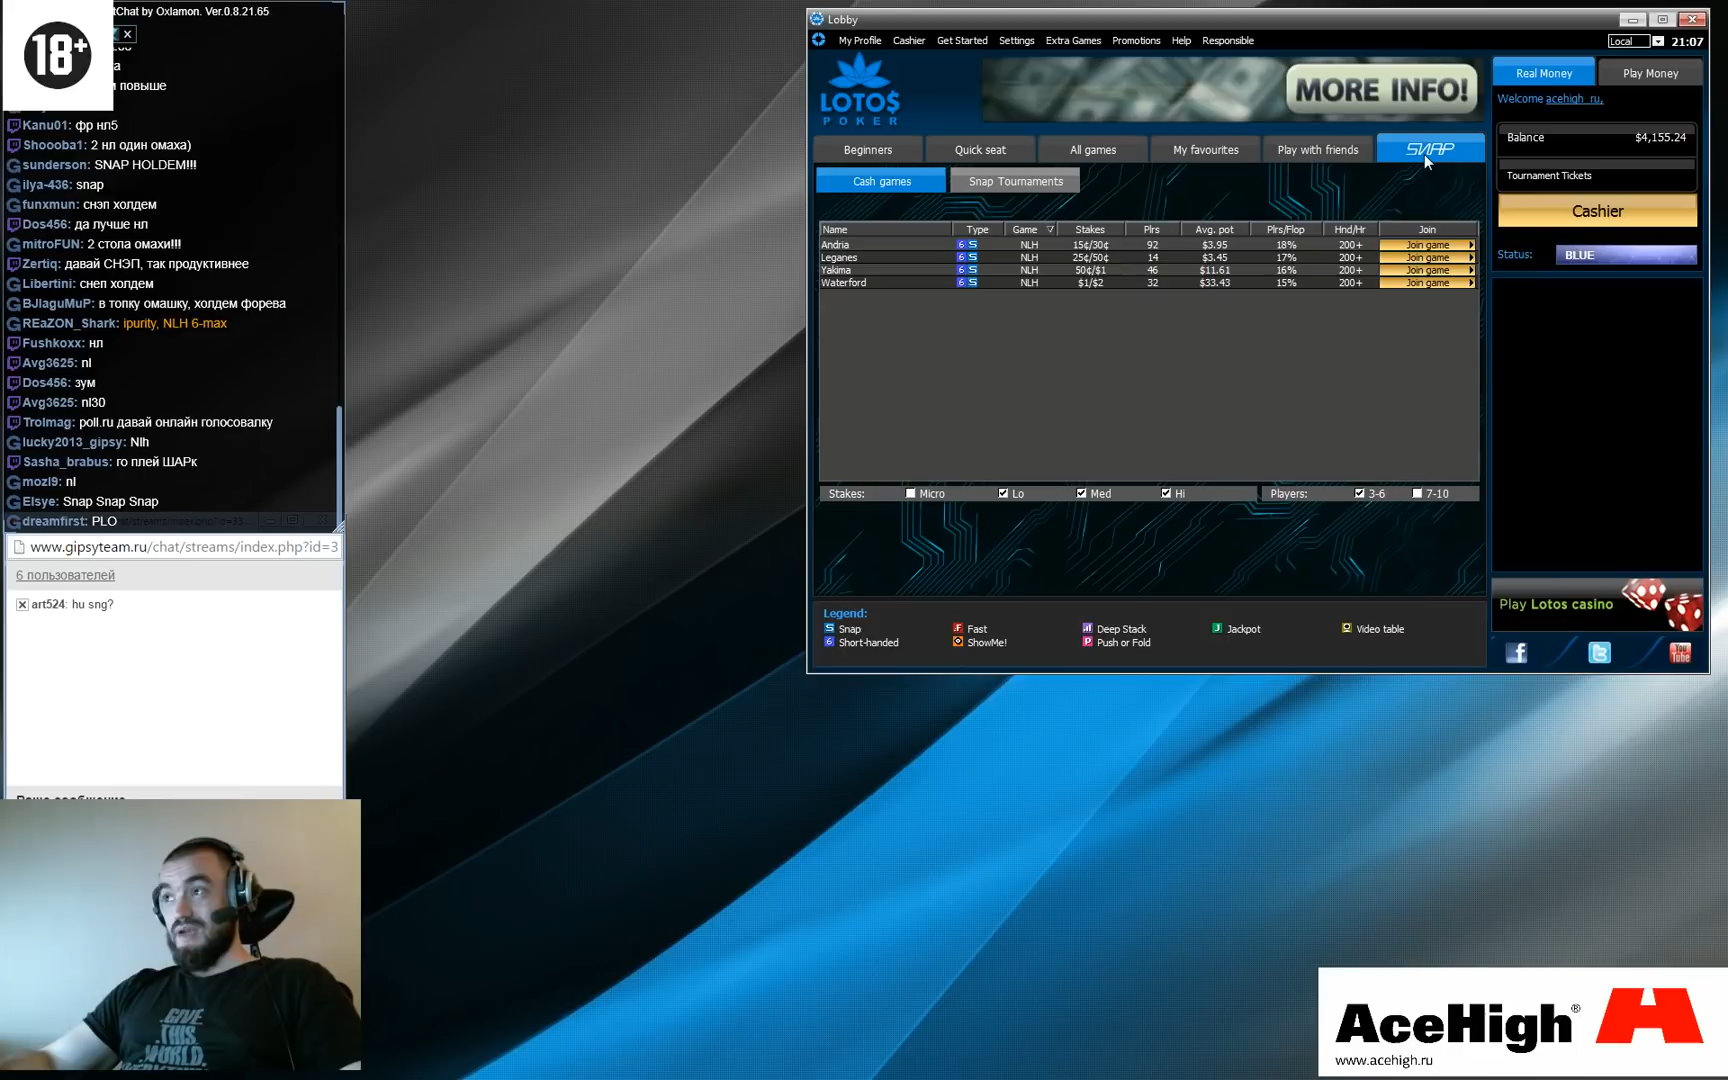 18+
tChat by Oxlamon. Ver.0.8.21.65
повыше
Kanu01: фр нл5
Shoooba1: 2 нл один омаха)
sunderson: SNAP HOLDEM!!!
ilya-436: snap
funxmun: снэп холдем
Dos456: да лучше нл
mitroFUN: 2 стола омахи!!!
Zertiq: давай СНЭП, так продуктивнее
Libertini: снеп холдем
BJIaguMuP: в топку омашку, холдем форева
REaZON_Shark: ipurity, NLH 6-max
Fushkoxx: нл
Avg3625: nl
Dos456: зум
Avg3625: nl30
Trolmag: poll.ru давай онлайн голосовалку
lucky2013_gipsy: Nlh
Sasha_brabus: го плей ШАРк
mozl9: nl
Elsye: Snap Snap Snap
dreamfirst: PLO
www.gipsyteam.ru/chat/streams/index.php?id=3
6 пользователей
art524: hu sng?
Ваше сообщение
GIVE
THIS
WORLD
Lobby
My Profile Cashier Get Started Settings Extra Games Promotions Help Responsible
Local 21:07
LOTO$
POKER
MORE INFO!
Beginners Quick seat All games My favourites Play with friends SNAP
Cash games Snap Tournaments
Name Type Game Stakes Plrs Avg. pot Plrs/Flop Hnd/Hr Join
Andria 6 S NLH 15¢/30¢ 92 $3.95 18% 200+ Join game
Leganes 6 S NLH 25¢/50¢ 14 $3.45 17% 200+ Join game
Yakima 6 S NLH 50¢/$1 46 $11.61 16% 200+ Join game
Waterford 6 S NLH $1/$2 32 $33.43 15% 200+ Join game
Stakes: Micro Lo Med Hi Players: 3-6 7-10
Legend:
S Snap F Fast Deep Stack J Jackpot Video table
6 Short-handed ShowMe! P Push or Fold
Real Money Play Money
Welcome acehigh_ru,
Balance $4,155.24
Tournament Tickets
Cashier
Status: BLUE
Play Lotos casino
You
Tube
AceHigh®
www.acehigh.ru